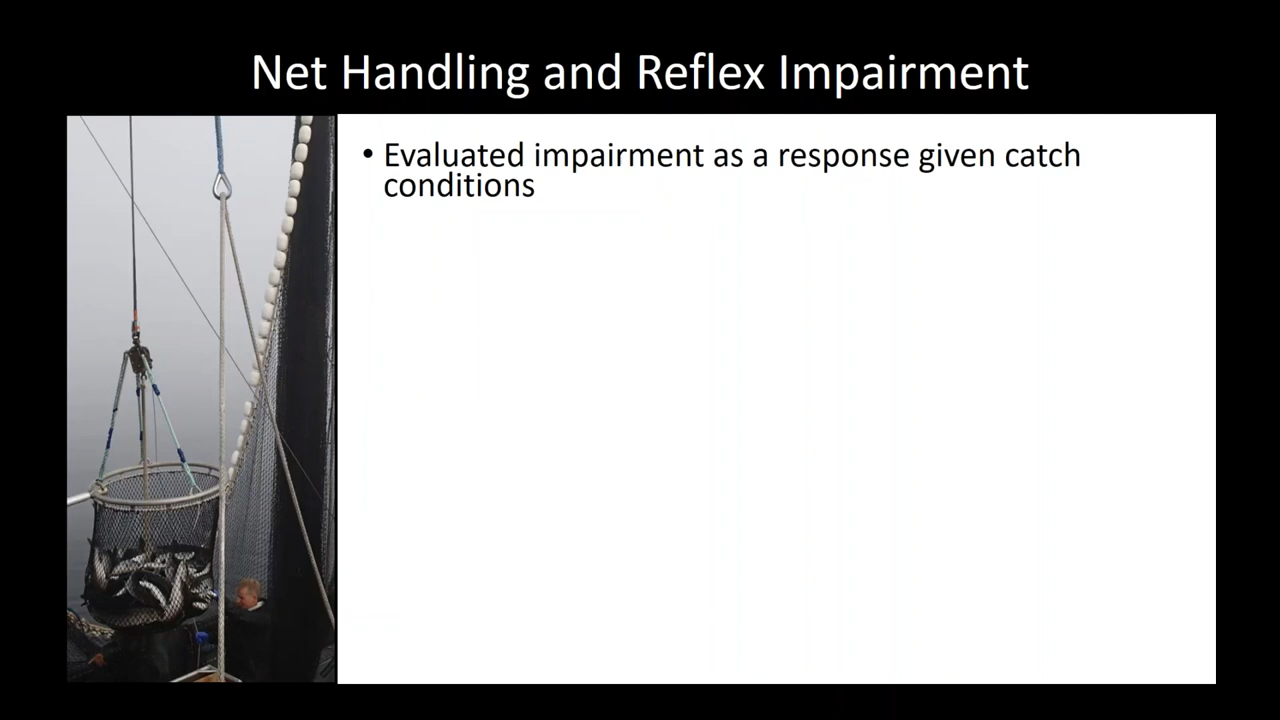 Net Handling and Reflex Impairment
• Evaluated impairment as a response given catch
conditions